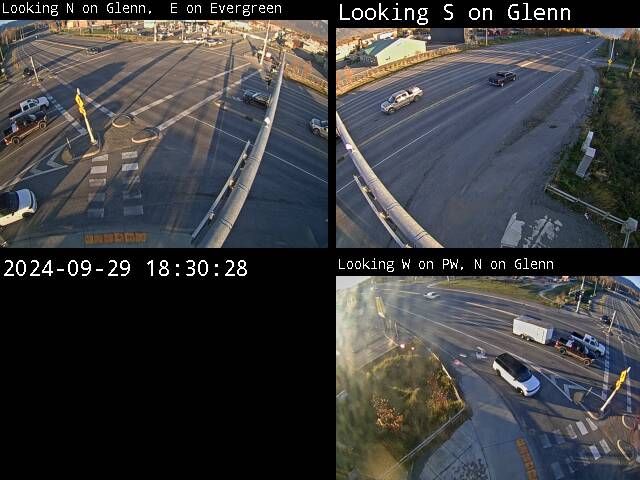 Looking N on Glenn,  E on Evergreen
Looking S on Glenn
2024-09-29 18:30:28
Looking W on PW, N on Glenn